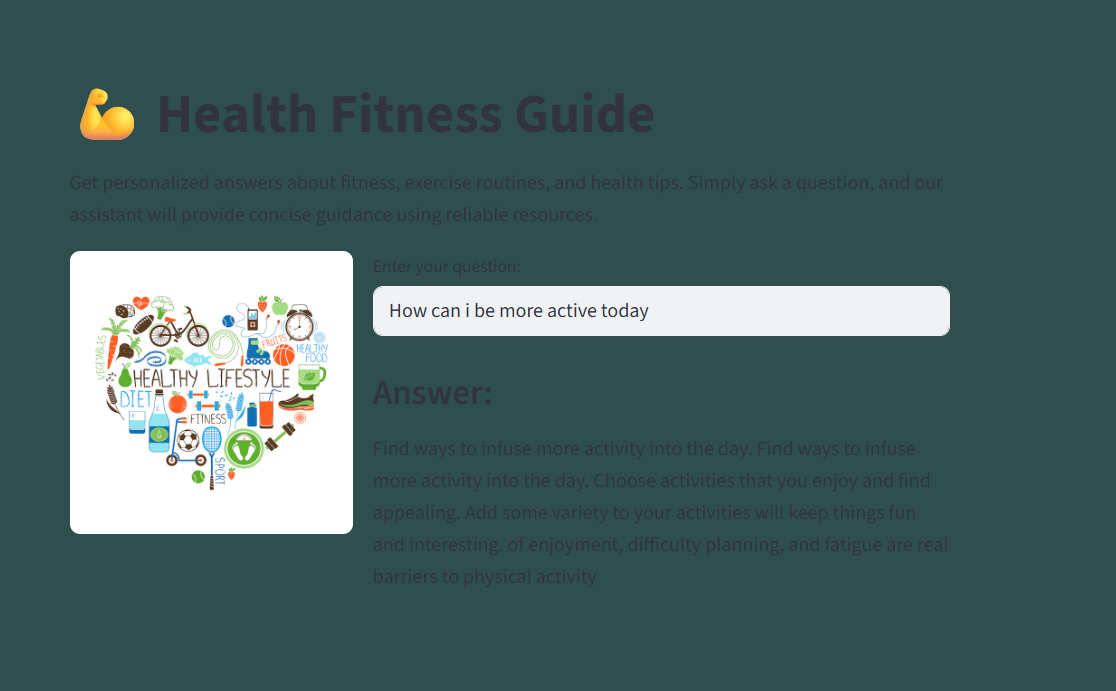 💪 Health Fitness Guide
Get personalized answers about fitness, exercise routines, and health tips. Simply ask a question, and our
assistant will provide concise guidance using reliable resources.
VEGETABLES
FRUITS
HEALTHY
FOOD
HEALTHY LIFESTYLE
DIET
FITNESS
SPORT
Enter your question:
How can i be more active today
Answer:
Find ways to infuse more activity into the day. Find ways to infuse
more activity into the day. Choose activities that you enjoy and find
appealing. Add some variety to your activities will keep things fun
and interesting. of enjoyment, difficulty planning, and fatigue are real
barriers to physical activity